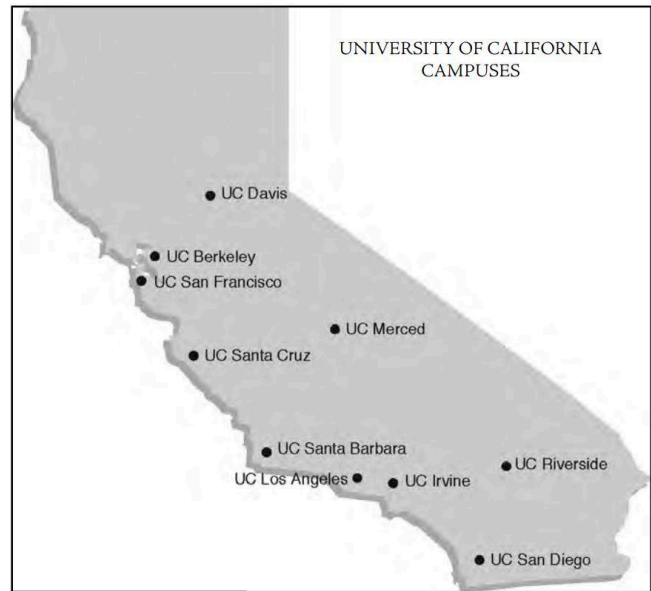 UNIVERSITY OF CALIFORNIA
CAMPUSES
UC Davis
UC Berkeley
UC San Francisco
UC Merced
UC Santa Cruz
UC Santa Barbara
UC Riverside
UC Los Angeles
UC Irvine
UC San Diego